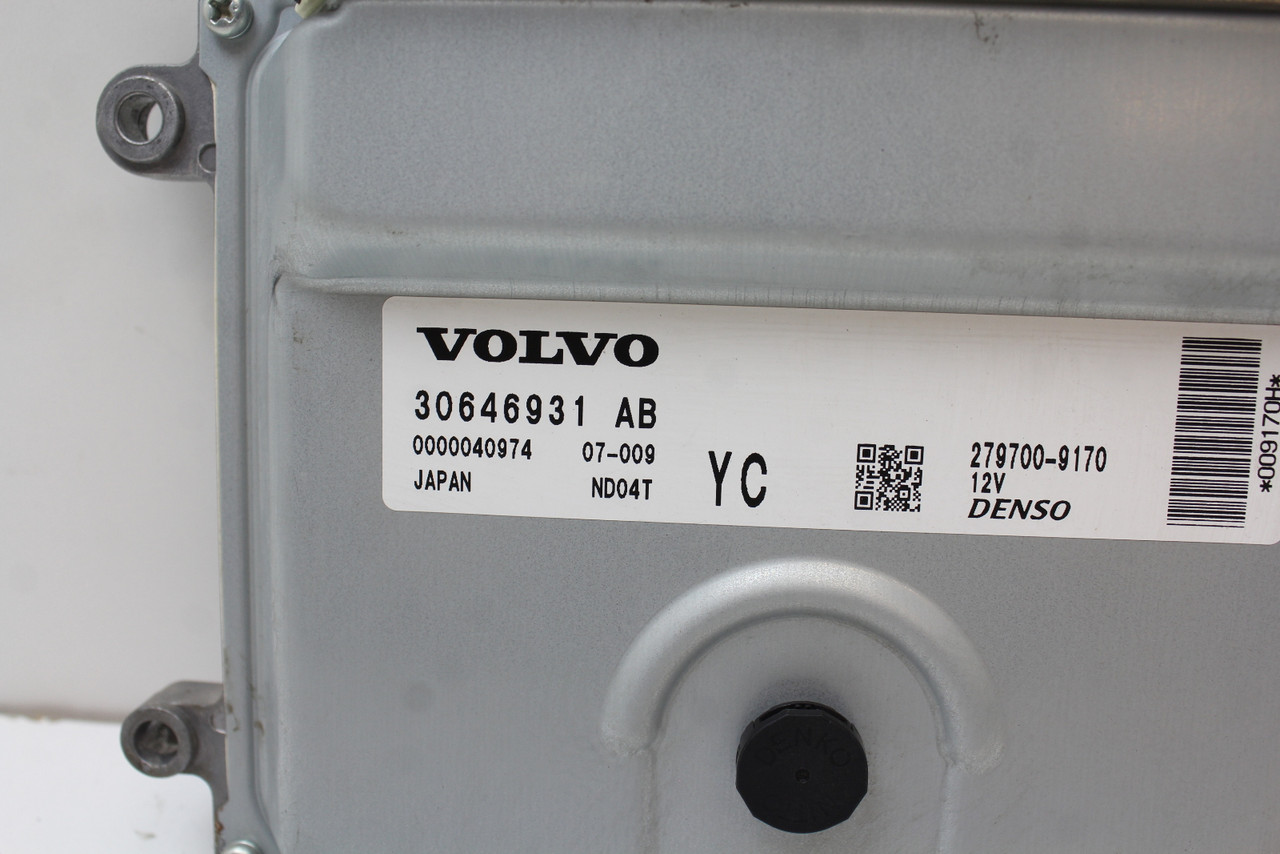 VOLVO
30646931 AB
0000040974 07-009
JAPAN ND04T
YC
279700-9170
12V
DENSO
*009170H*